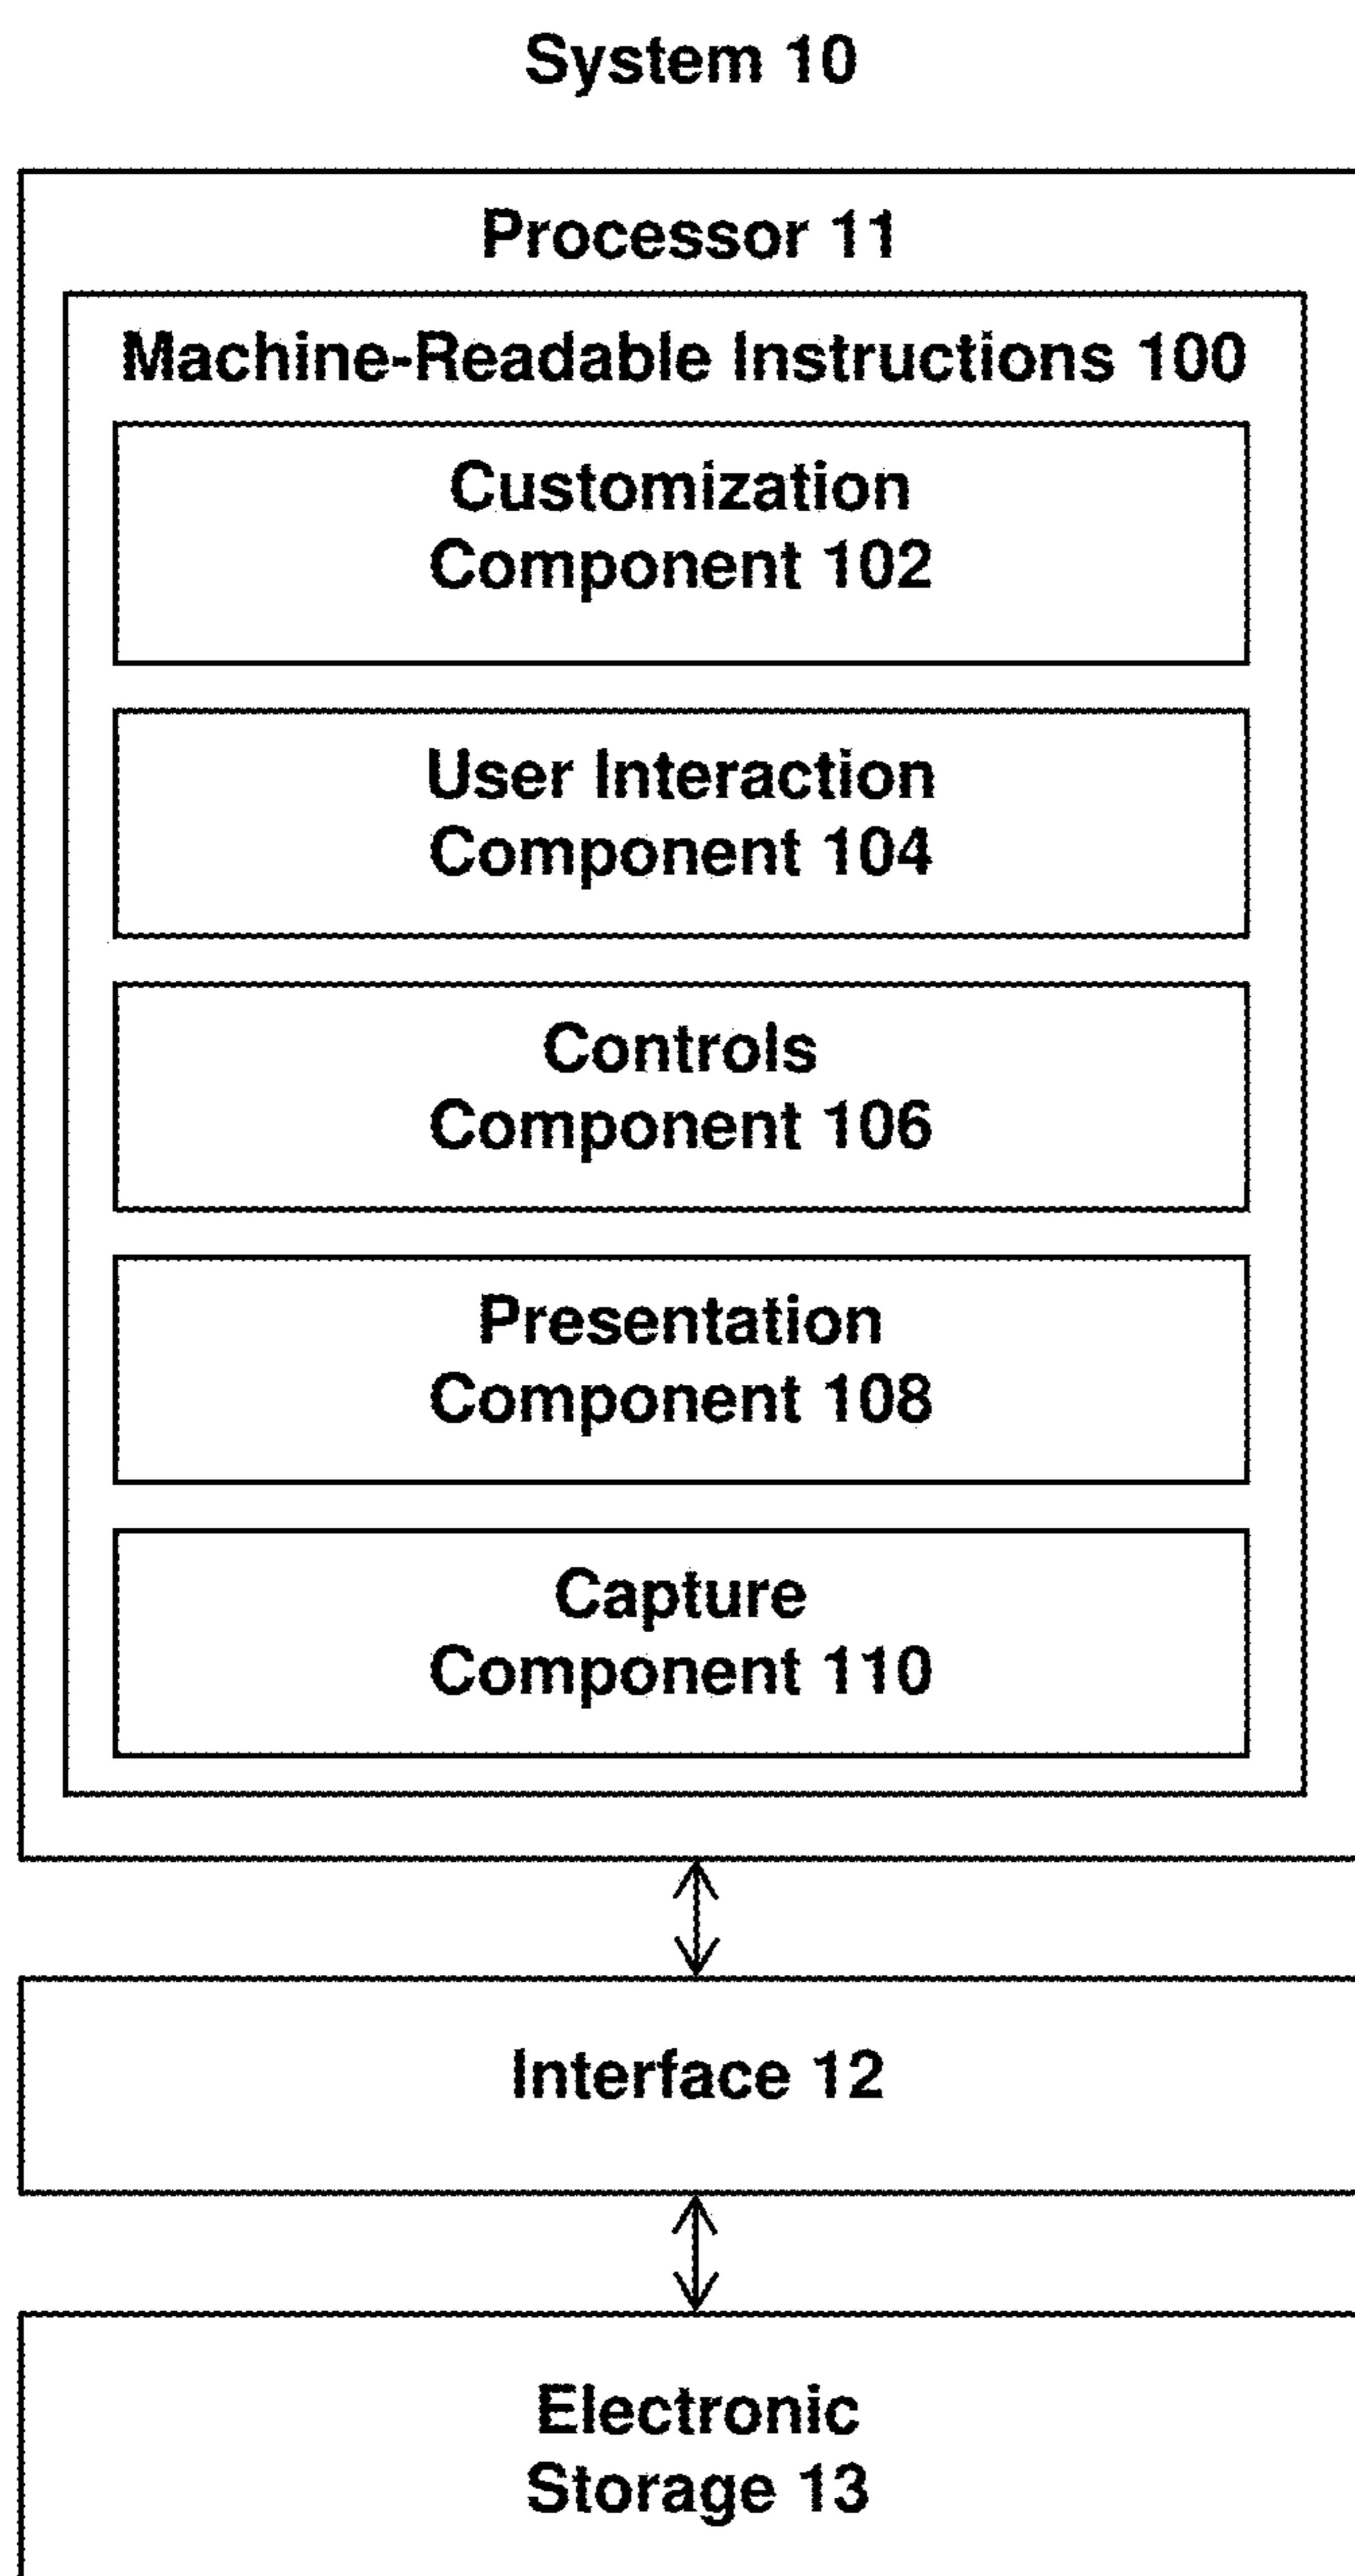 System 10
Processor 11
Machine-Readable Instructions 100
Customization
Component 102
User Interaction
Component 104
Controls
Component 106
Presentation
Component 108
Capture
Component 110
Interface 12
Electronic
Storage 13